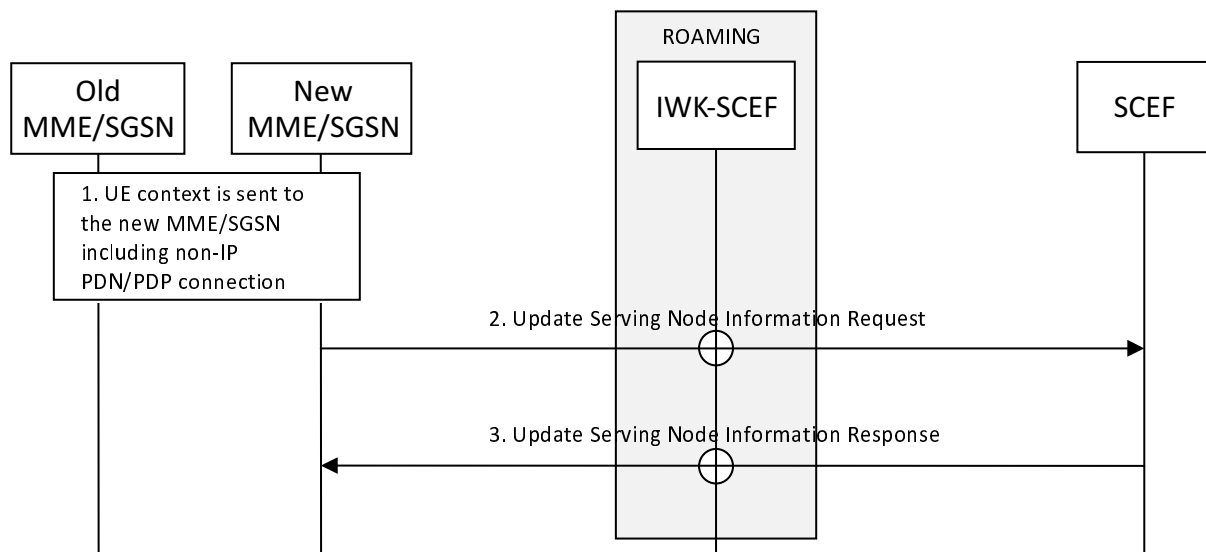 ROAMING
Old
MME/SGSN
New
MME/SGSN
IWK-SCEF
SCEF
1. UE context is sent to
the new MME/SGSN
including non-IP
PDN/PDP connection
2. Update Serving Node Information Request
3. Update Serving Node Information Response